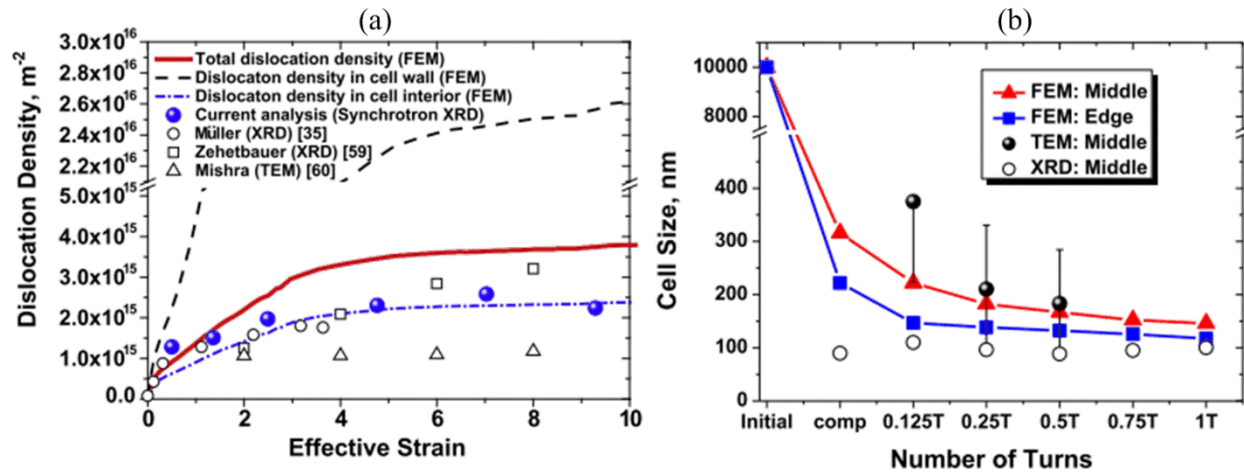 (a)
3.0x10^16
2.8x10^16
2.6x10^16
2.4x10^16
2.2x10^16
5.0x10^15
4.0x10^15
3.0x10^15
2.0x10^15
1.0x10^15
0.0
Dislocation Density, m^-2
Total dislocation density (FEM)
Dislocaton density in cell wall (FEM)
Dislocaton density in cell interior (FEM)
Current analysis (Synchrotron XRD)
Müller (XRD) [35]
Zehetbauer (XRD) [59]
Mishra (TEM) [60]
0 2 4 6 8 10
Effective Strain
(b)
10000
8000
400
300
200
100
0
Cell Size, nm
FEM: Middle
FEM: Edge
TEM: Middle
XRD: Middle
Initial comp 0.125T 0.25T 0.5T 0.75T 1T
Number of Turns